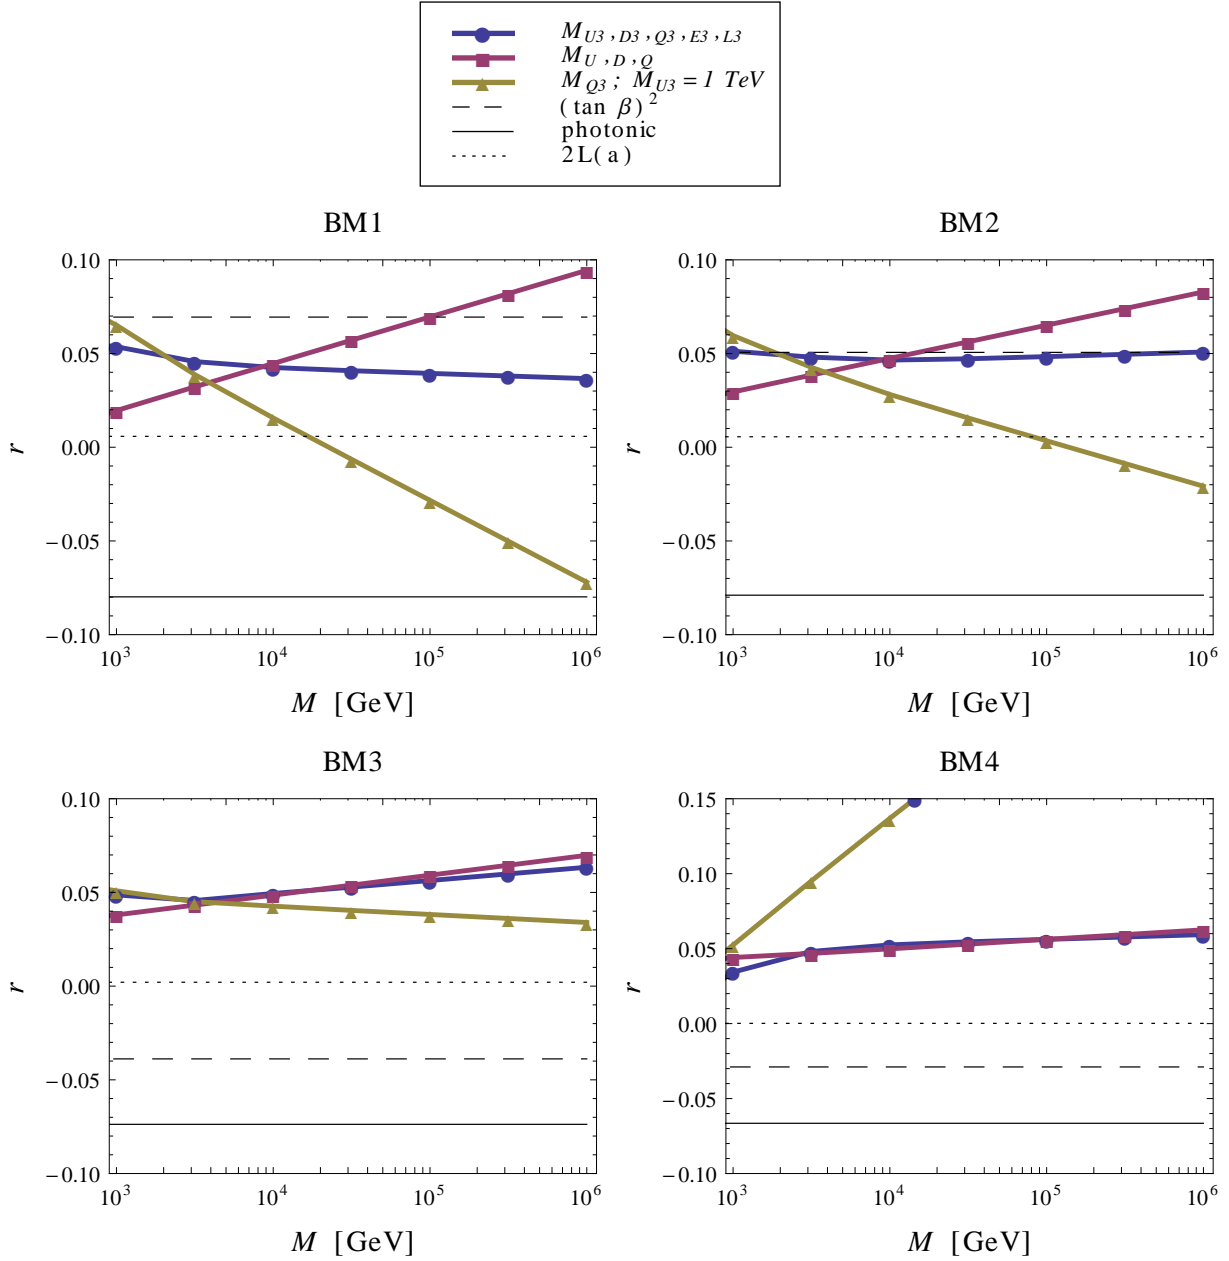 M_{U3 , D3 , Q3 , E3 , L3}
M_{U , D , Q}
M_{Q3} ; M_{U3} = 1 TeV
(tan β)^2
photonic
2L(a)
BM1
BM2
0.10
0.05
0.00
−0.05
−0.10
r
10^3
10^4
10^5
10^6
M [GeV]
0.10
0.05
0.00
−0.05
−0.10
r
10^3
10^4
10^5
10^6
M [GeV]
BM3
BM4
0.10
0.05
0.00
−0.05
−0.10
r
10^3
10^4
10^5
10^6
M [GeV]
0.15
0.10
0.05
0.00
−0.05
−0.10
r
10^3
10^4
10^5
10^6
M [GeV]